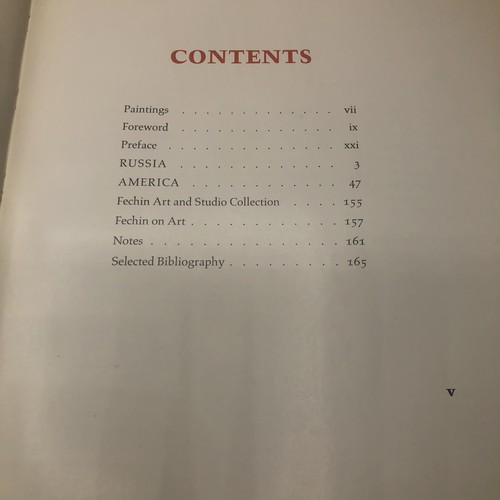 CONTENTS
Paintings . . . . . . . . . . . . . vii
Foreword . . . . . . . . . . . . . ix
Preface . . . . . . . . . . . . . . xxi
RUSSIA . . . . . . . . . . . . . 3
AMERICA . . . . . . . . . . . . 47
Fechin Art and Studio Collection . . . . 155
Fechin on Art . . . . . . . . . . . . 157
Notes . . . . . . . . . . . . . . . 161
Selected Bibliography . . . . . . . . . 165
v